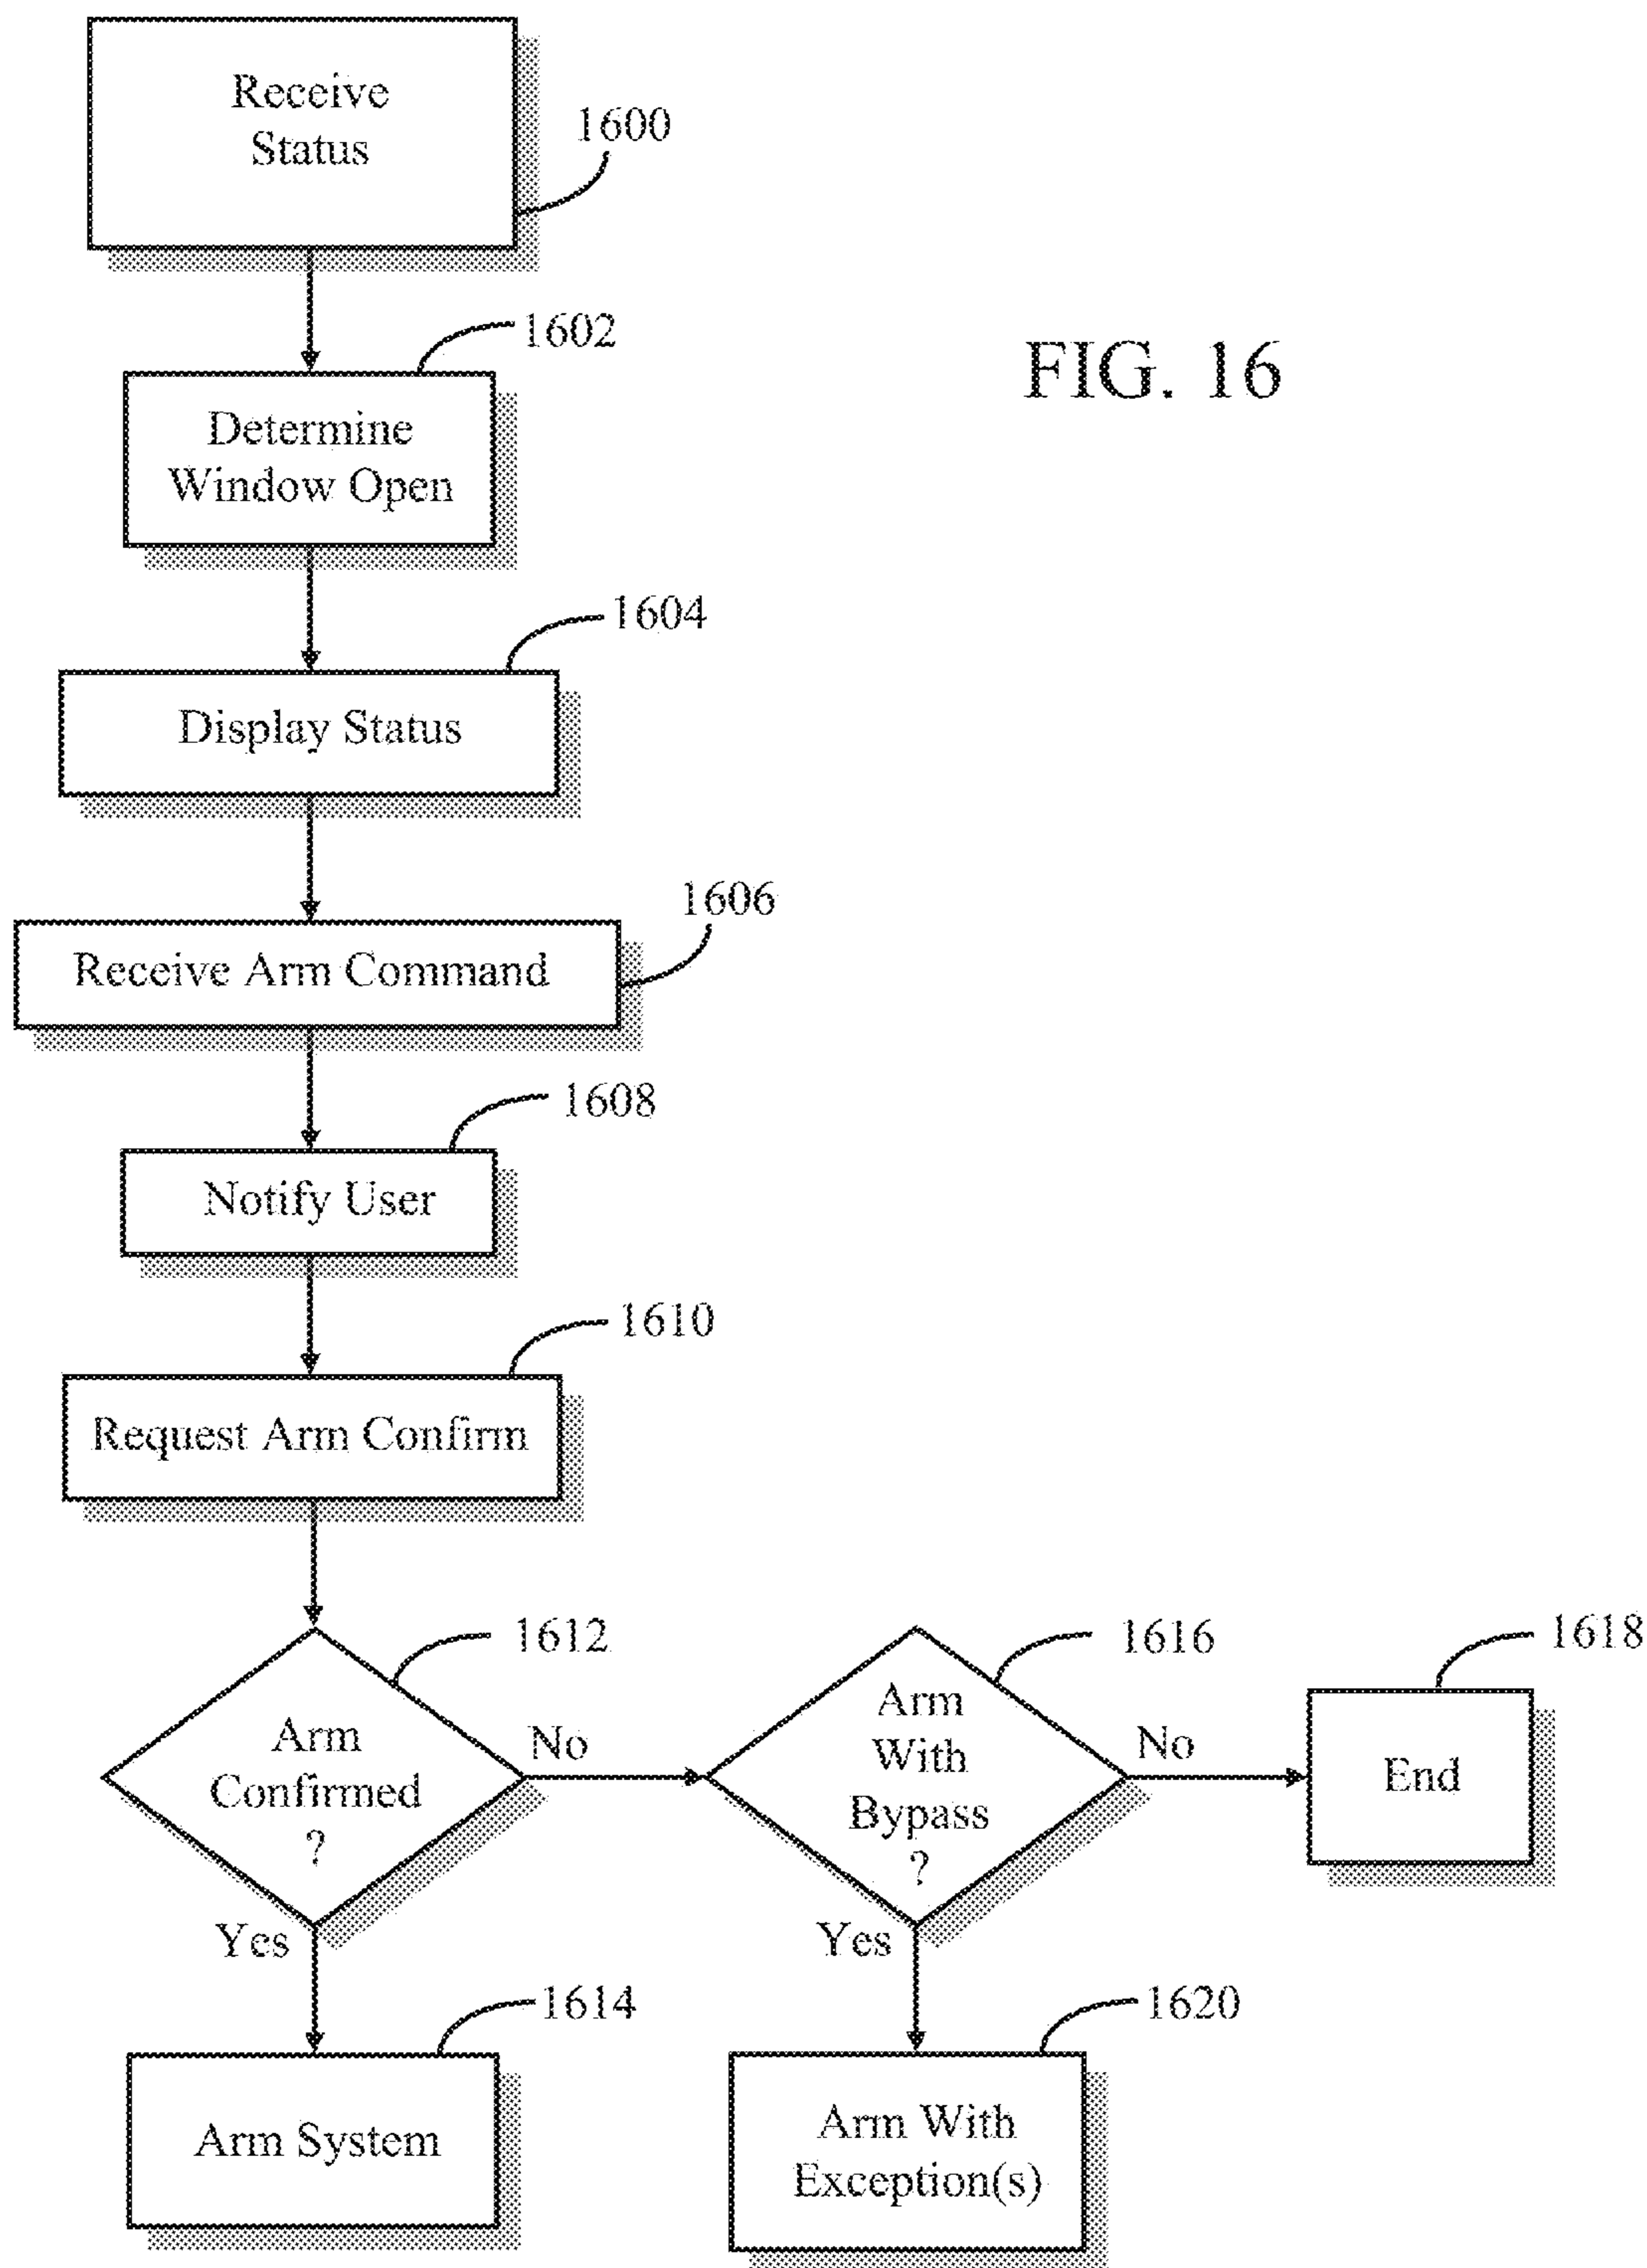 Receive
Status
1600
1602
FIG. 16
Determine
Window Open
1604
Display Status
1606
Receive Arm Command
1608
Notify User
1610
Request Arm Confirm
1612
1616
1618
Arm
Confirmed
?
No
Arm
With
Bypass
?
No
End
Yes
Yes
1614
1620
Arm System
Arm With
Exception(s)